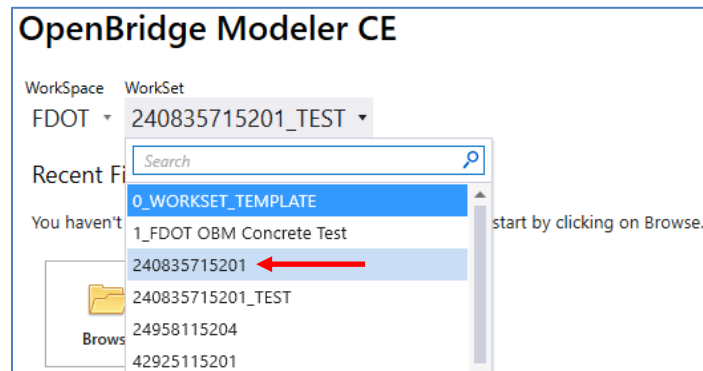 OpenBridge Modeler CE
WorkSpace WorkSet
FDOT 240835715201_TEST
Search
Recent Fi
0_WORKSET_TEMPLATE
You haven't start by clicking on Browse.
1_FDOT OBM Concrete Test
240835715201
240835715201_TEST
24958115204
Brows
42925115201